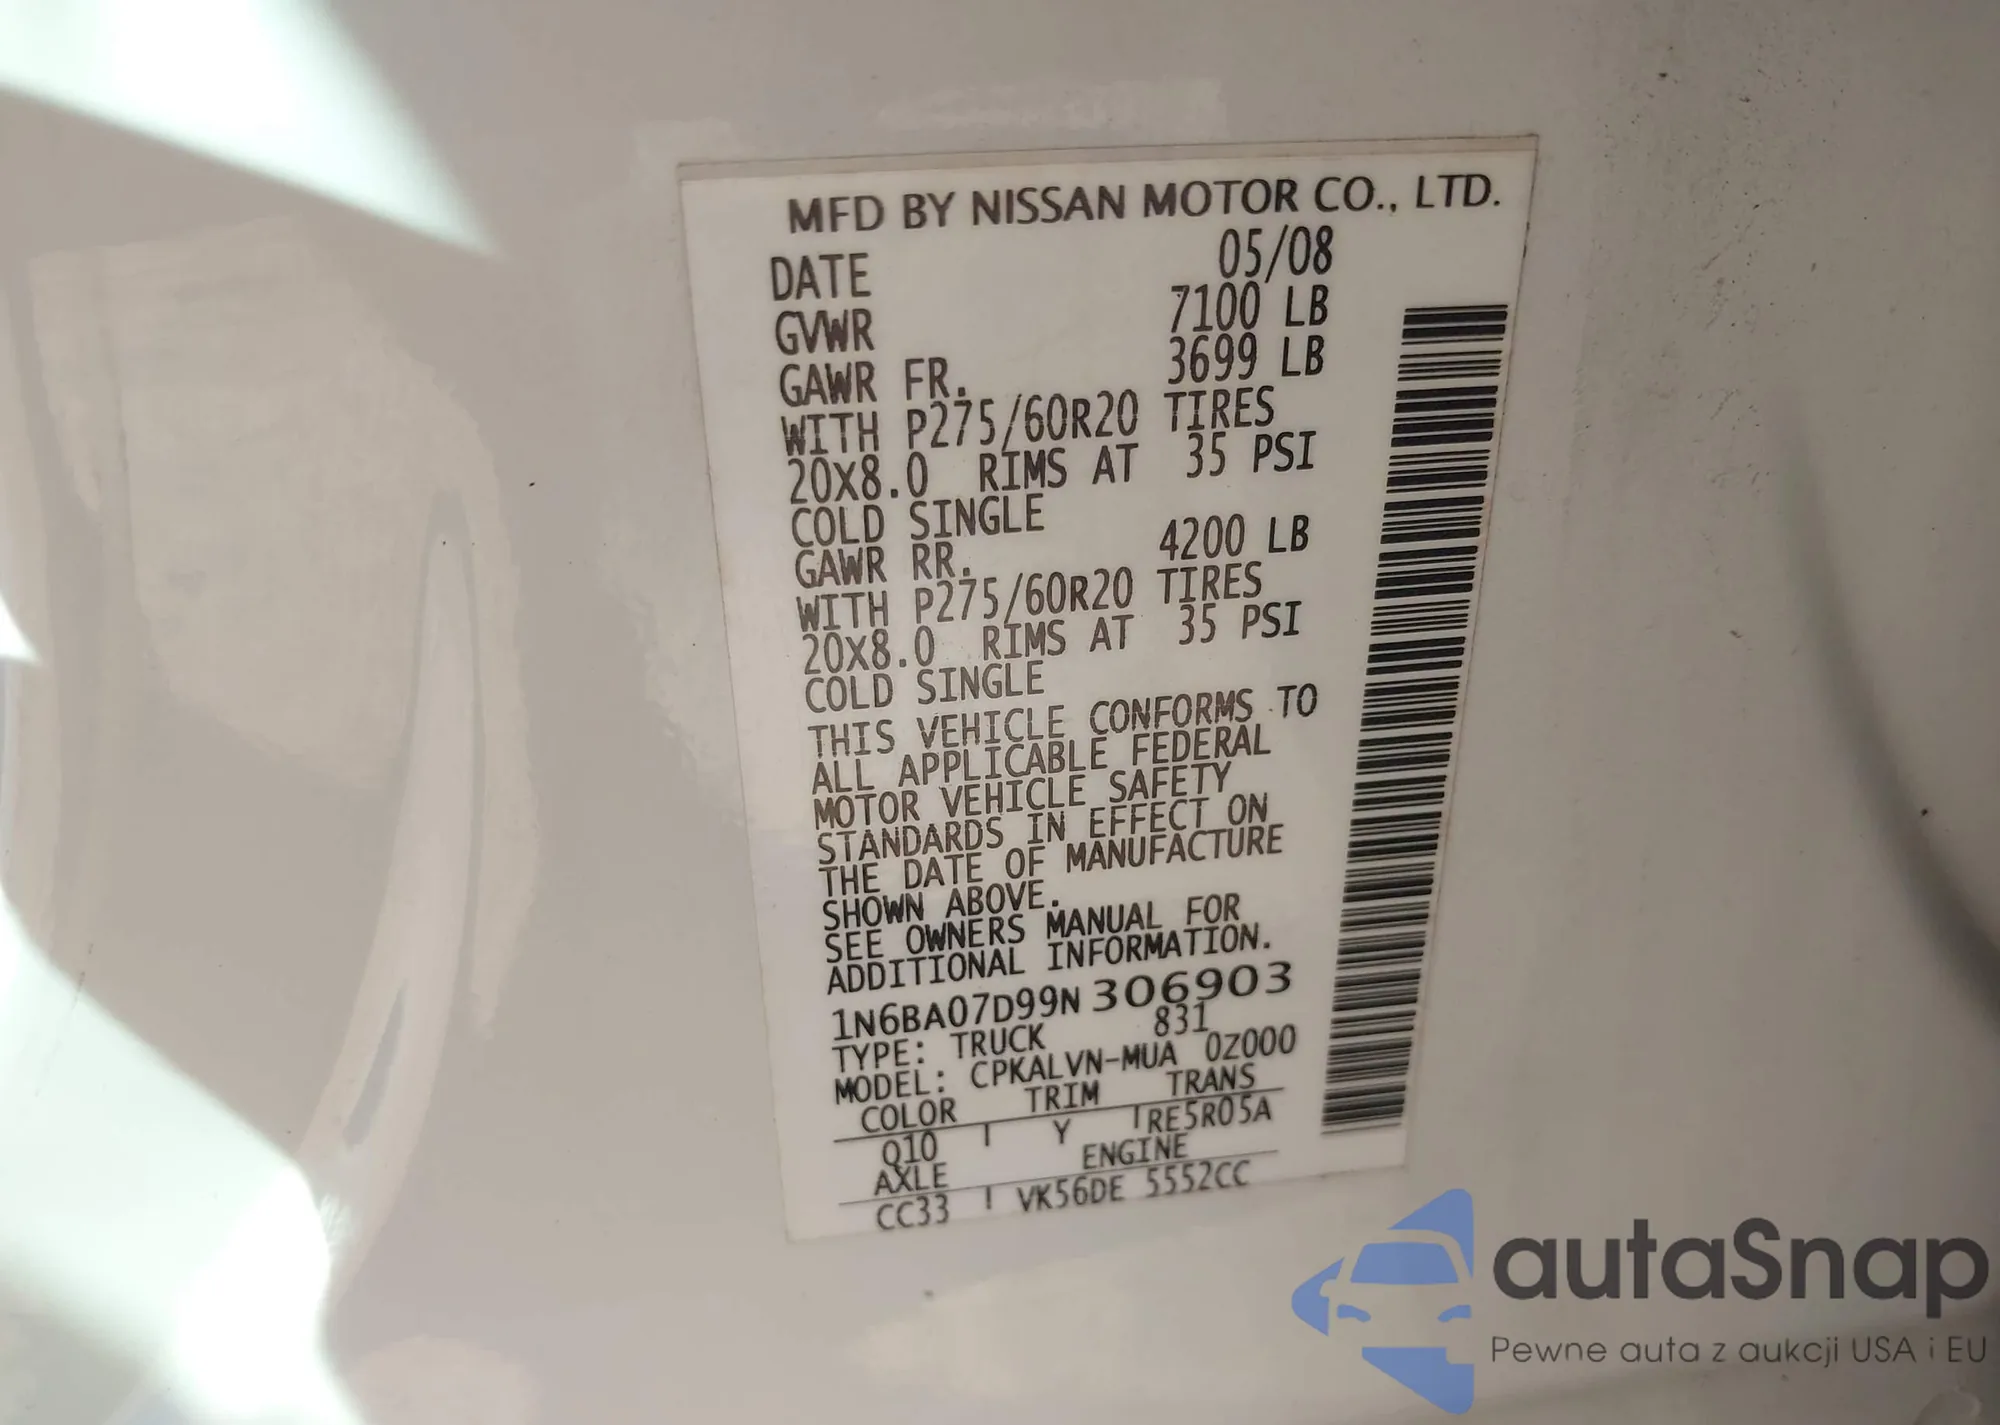 MFD BY NISSAN MOTOR CO., LTD.
DATE 05/08
GVWR 7100 LB
GAWR FR. 3699 LB
WITH P275/60R20 TIRES
20X8.0 RIMS AT 35 PSI
COLD SINGLE
GAWR RR. 4200 LB
WITH P275/60R20 TIRES
20X8.0 RIMS AT 35 PSI
COLD SINGLE
THIS VEHICLE CONFORMS TO
ALL APPLICABLE FEDERAL
MOTOR VEHICLE SAFETY
STANDARDS IN EFFECT ON
THE DATE OF MANUFACTURE
SHOWN ABOVE.
SEE OWNERS MANUAL FOR
ADDITIONAL INFORMATION.
1N6BA07D99N306903
TYPE: TRUCK 831
MODEL: CPKALVN-MUA 0Z000
COLOR TRIM TRANS
Q10 Y RE5R05A
AXLE ENGINE
CC33 VK56DE 5552CC
autaSnap
Pewne auta z aukcji USA i EU